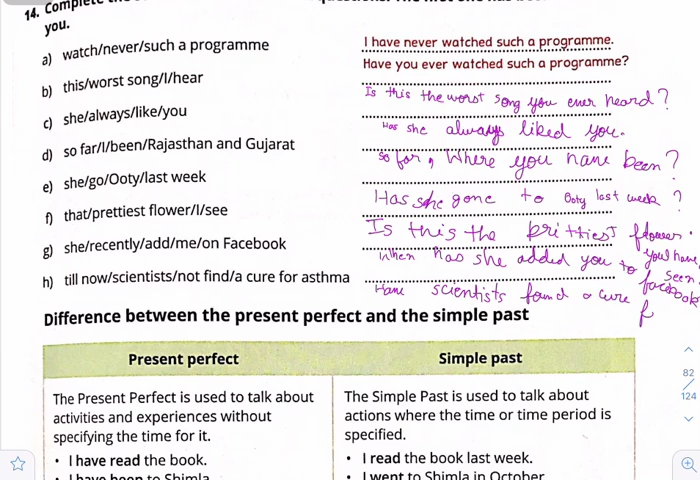 14. Complete the
you.
a) watch/never/such a programme
I have never watched such a programme.
Have you ever watched such a programme?
b) this/worst song/I/hear
Is this the worst song you ever heard?
c) she/always/like/you
Has she always liked you.
d) so far/I/been/Rajasthan and Gujarat
so far, Where you have been?
e) she/go/Ooty/last week
Has she gone to Ooty last week ?
f) that/prettiest flower/I/see
Is this the prittiest flower.
you have
seen.
g) she/recently/add/me/on Facebook
When has she added you to
facebook
h) till now/scientists/not find/a cure for asthma
Have scientists found a cure f
Difference between the present perfect and the simple past
Present perfect
Simple past
The Present Perfect is used to talk about
activities and experiences without
specifying the time for it.
• I have read the book.
• I have been to Shimla
The Simple Past is used to talk about
actions where the time or time period is
specified.
• I read the book last week.
• I went to Shimla in October
82
124